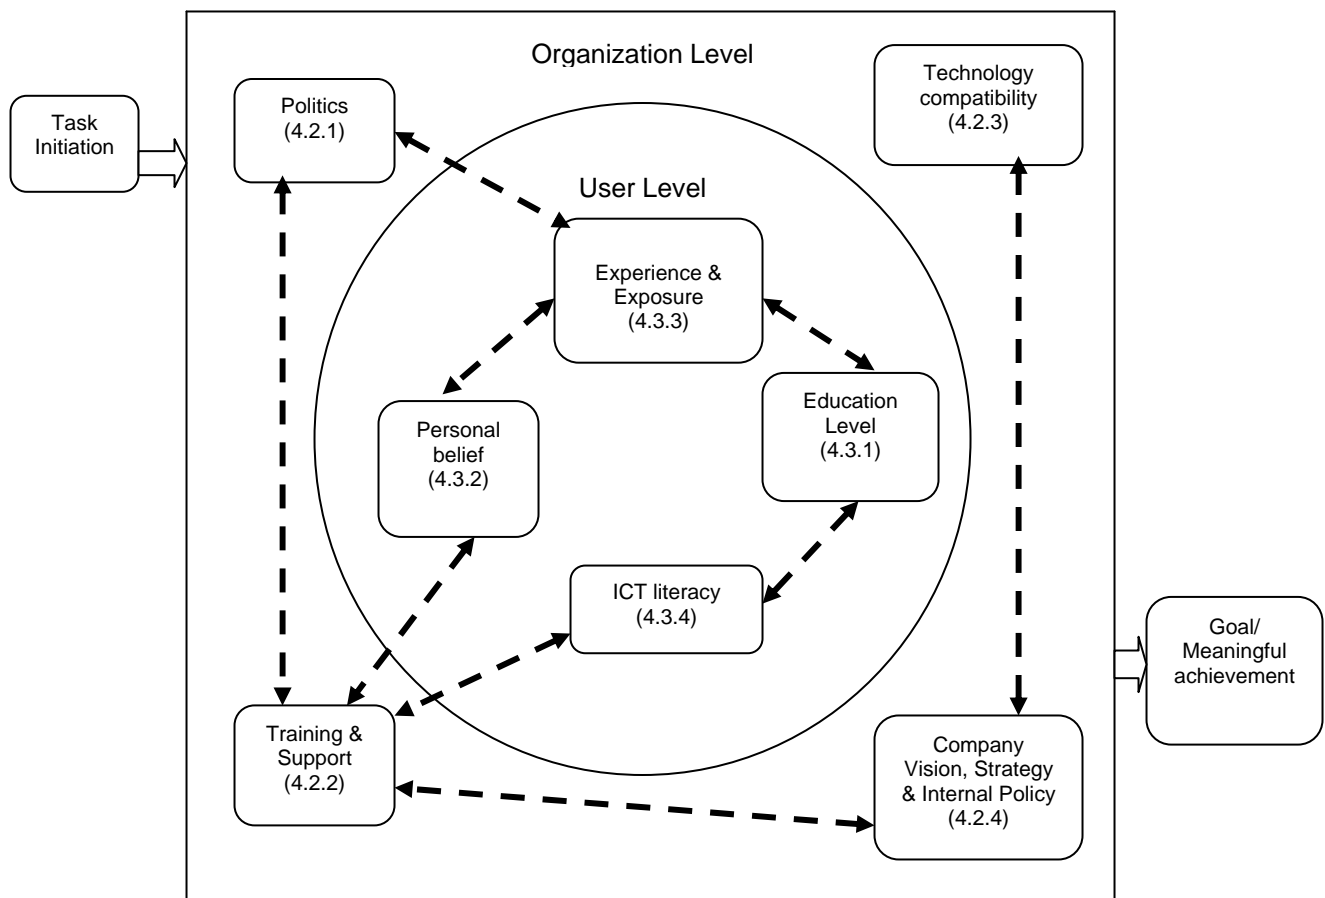 Organization Level
Task
Initiation
Politics
(4.2.1)
Technology
compatibility
(4.2.3)
User Level
Experience &
Exposure
(4.3.3)
Personal
belief
(4.3.2)
Education
Level
(4.3.1)
ICT literacy
(4.3.4)
Training &
Support
(4.2.2)
Company
Vision, Strategy
& Internal Policy
(4.2.4)
Goal/
Meaningful
achievement